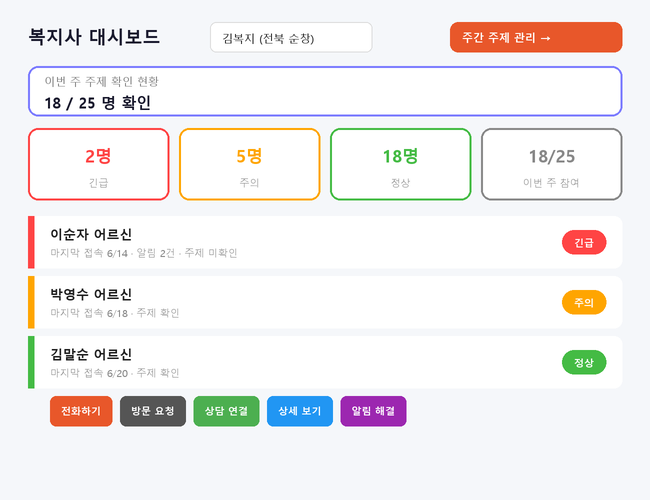 복지사 대시보드
김복지 (전북 순창)
주간 주제 관리 →
이번 주 주제 확인 현황
18 / 25 명 확인
2명
긴급
5명
주의
18명
정상
18/25
이번 주 참여
이순자 어르신
마지막 접속 6/14 · 알림 2건 · 주제 미확인
긴급
박영수 어르신
마지막 접속 6/18 · 주제 확인
주의
김말순 어르신
마지막 접속 6/20 · 주제 확인
정상
전화하기
방문 요청
상담 연결
상세 보기
알림 해결